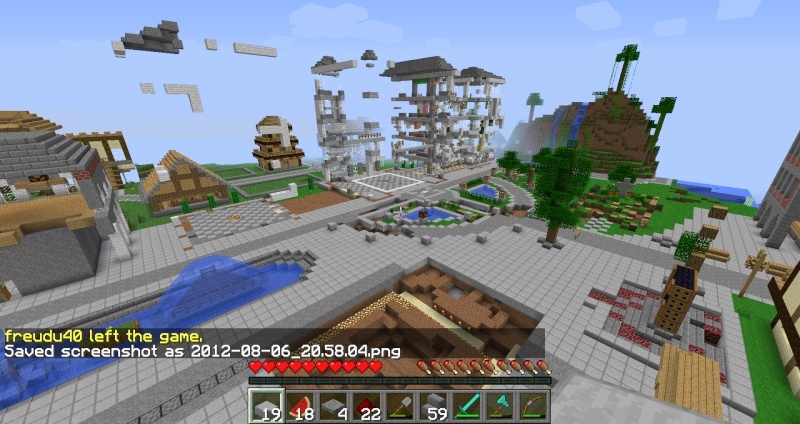 freudu40 left the game.
Saved screenshot as 2012-08-06_20.58.04.png
19 18 4 22 59